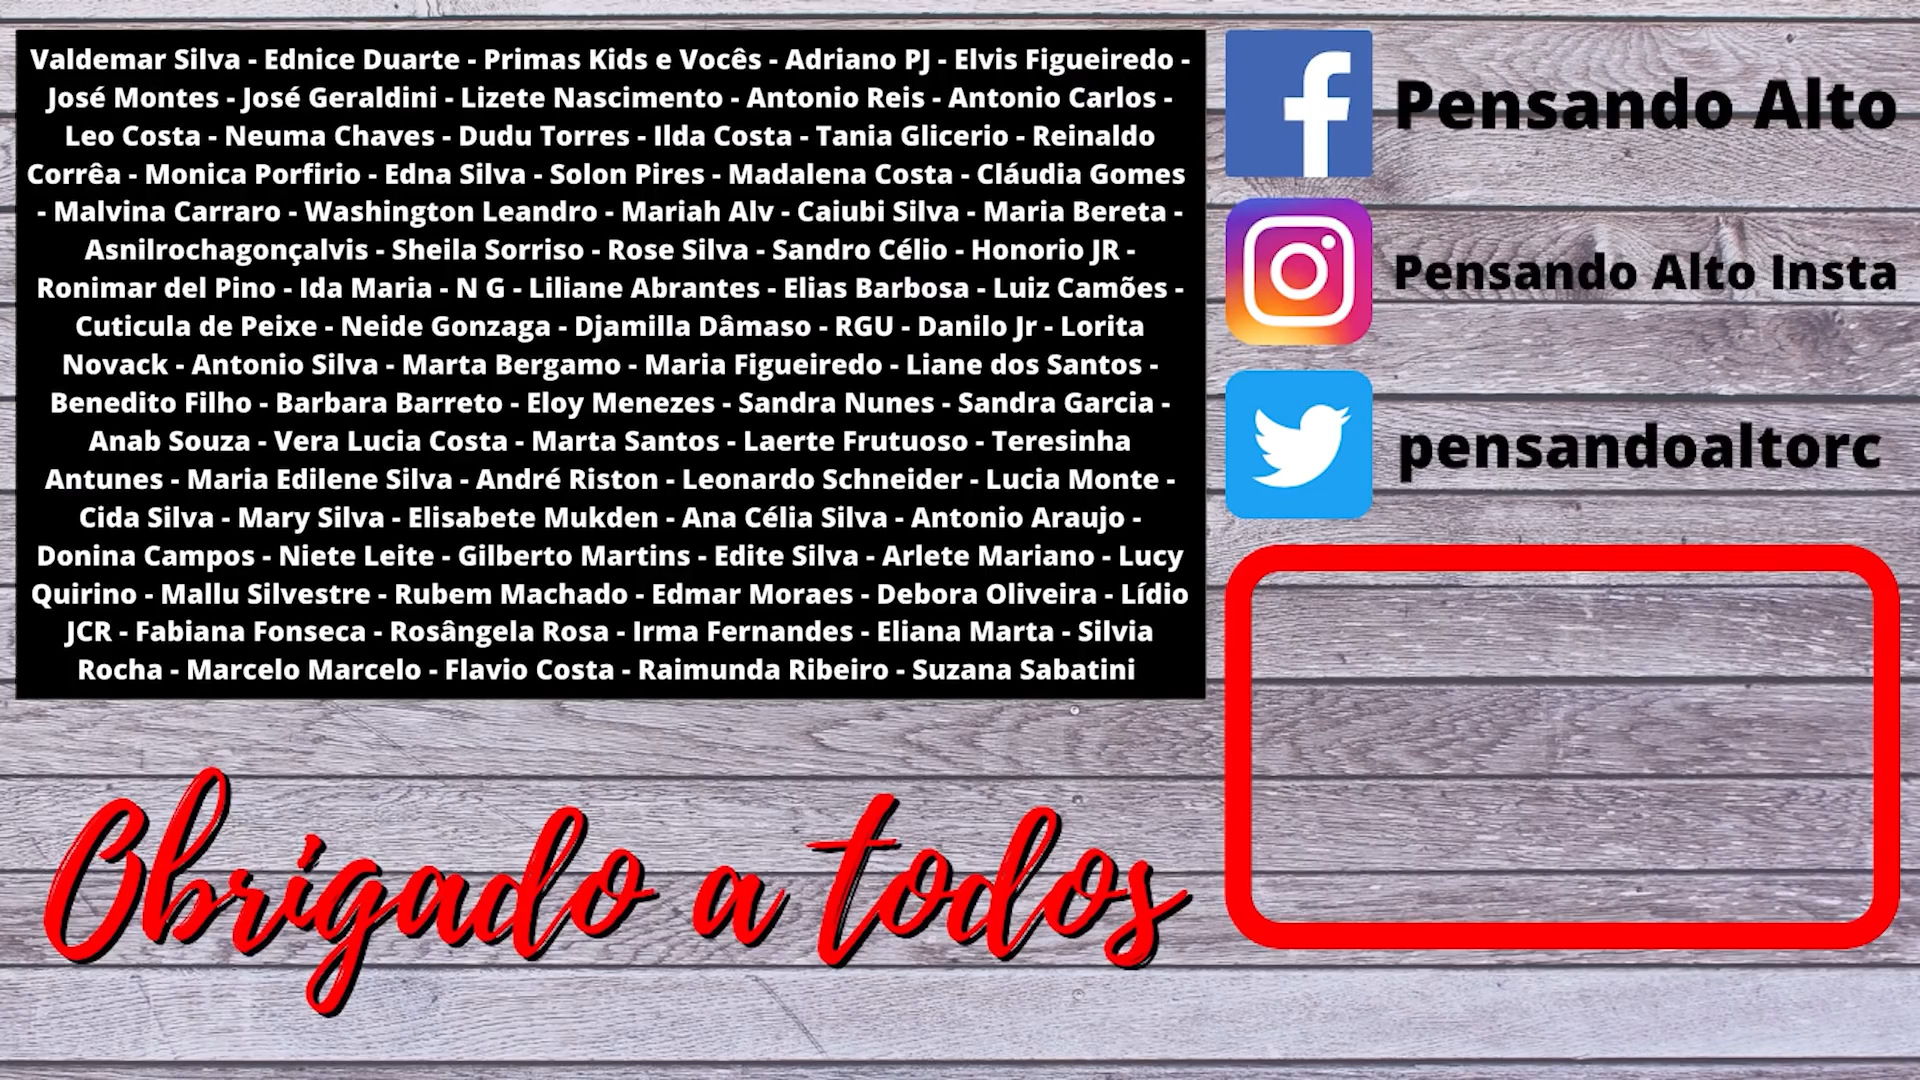 Valdemar Silva - Ednice Duarte - Primas Kids e Vocês - Adriano PJ - Elvis Figueiredo -
José Montes - José Geraldini - Lizete Nascimento - Antonio Reis - Antonio Carlos -
Leo Costa - Neuma Chaves - Dudu Torres - Ilda Costa - Tania Glicerio - Reinaldo
Corrêa - Monica Porfirio - Edna Silva - Solon Pires - Madalena Costa - Cláudia Gomes
- Malvina Carraro - Washington Leandro - Mariah Alv - Caiubi Silva - Maria Bereta -
Asnilrochagonçalvis - Sheila Sorriso - Rose Silva - Sandro Célio - Honorio JR -
Ronimar del Pino - Ida Maria - N G - Liliane Abrantes - Elias Barbosa - Luiz Camões -
Cuticula de Peixe - Neide Gonzaga - Djamilla Dâmaso - RGU - Danilo Jr - Lorita
Novack - Antonio Silva - Marta Bergamo - Maria Figueiredo - Liane dos Santos -
Benedito Filho - Barbara Barreto - Eloy Menezes - Sandra Nunes - Sandra Garcia -
Anab Souza - Vera Lucia Costa - Marta Santos - Laerte Frutuoso - Teresinha
Antunes - Maria Edilene Silva - André Riston - Leonardo Schneider - Lucia Monte -
Cida Silva - Mary Silva - Elisabete Mukden - Ana Célia Silva - Antonio Araujo -
Donina Campos - Niete Leite - Gilberto Martins - Edite Silva - Arlete Mariano - Lucy
Quirino - Mallu Silvestre - Rubem Machado - Edmar Moraes - Debora Oliveira - Lídio
JCR - Fabiana Fonseca - Rosângela Rosa - Irma Fernandes - Eliana Marta - Silvia
Rocha - Marcelo Marcelo - Flavio Costa - Raimunda Ribeiro - Suzana Sabatini
Pensando Alto
Pensando Alto Insta
pensandoaltorc
Obrigado a todos